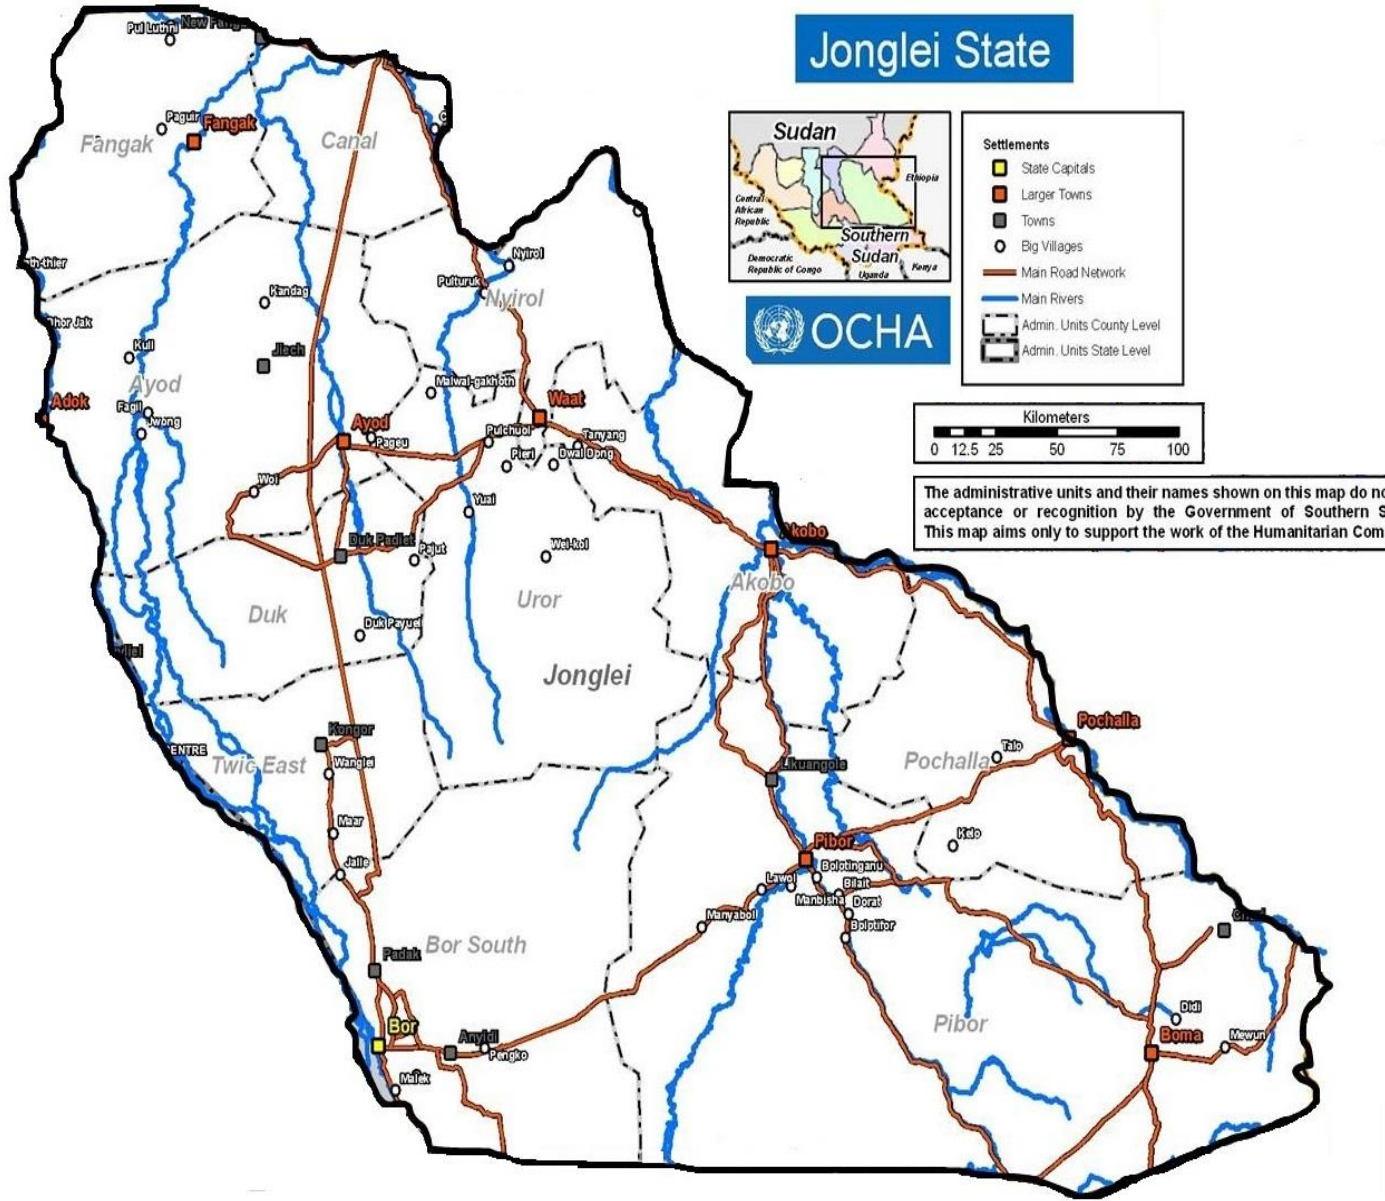 Jonglei State
Sudan
Ethiopia
Central
African
Republic
Southern
Sudan
Democratic
Republic of Congo
Uganda
Kenya
OCHA
Settlements
State Capitals
Larger Towns
Towns
Big Villages
Main Road Network
Main Rivers
Admin. Units County Level
Admin. Units State Level
Kilometers
0 12.5 25 50 75 100
The administrative units and their names shown on this map do no
acceptance or recognition by the Government of Southern S
This map aims only to support the work of the Humanitarian Com
Pul Luthni
New Fanga
Paguir
Fangak
Fangak
Canal
Nyirol
Pulturuk
Nyirol
Kandag
Kull
Jiech
Ayod
Maiwal-gakhoth
Adok
Fagil
Jwong
Waat
Ayod
Pageu
Pulchuol
Tanyang
Pieri
Dwal Dong
Woi
Yuai
Duk Padiet
Pajut
Wei-kol
Akobo
Akobo
Duk
Uror
Duk Payuel
Jonglei
Pochalla
Kongor
ENTRE
Twic East
Wanglei
Likuangole
Pochalla
Talo
Maar
Kelo
Pibor
Jalle
Bolotinganu
Lawol
Bilait
Manbisha
Dorat
Manyabol
Bolotifor
Bor South
Padak
Pibor
Didi
Bor
Anyidi
Pengko
Boma
Mewun
Malek